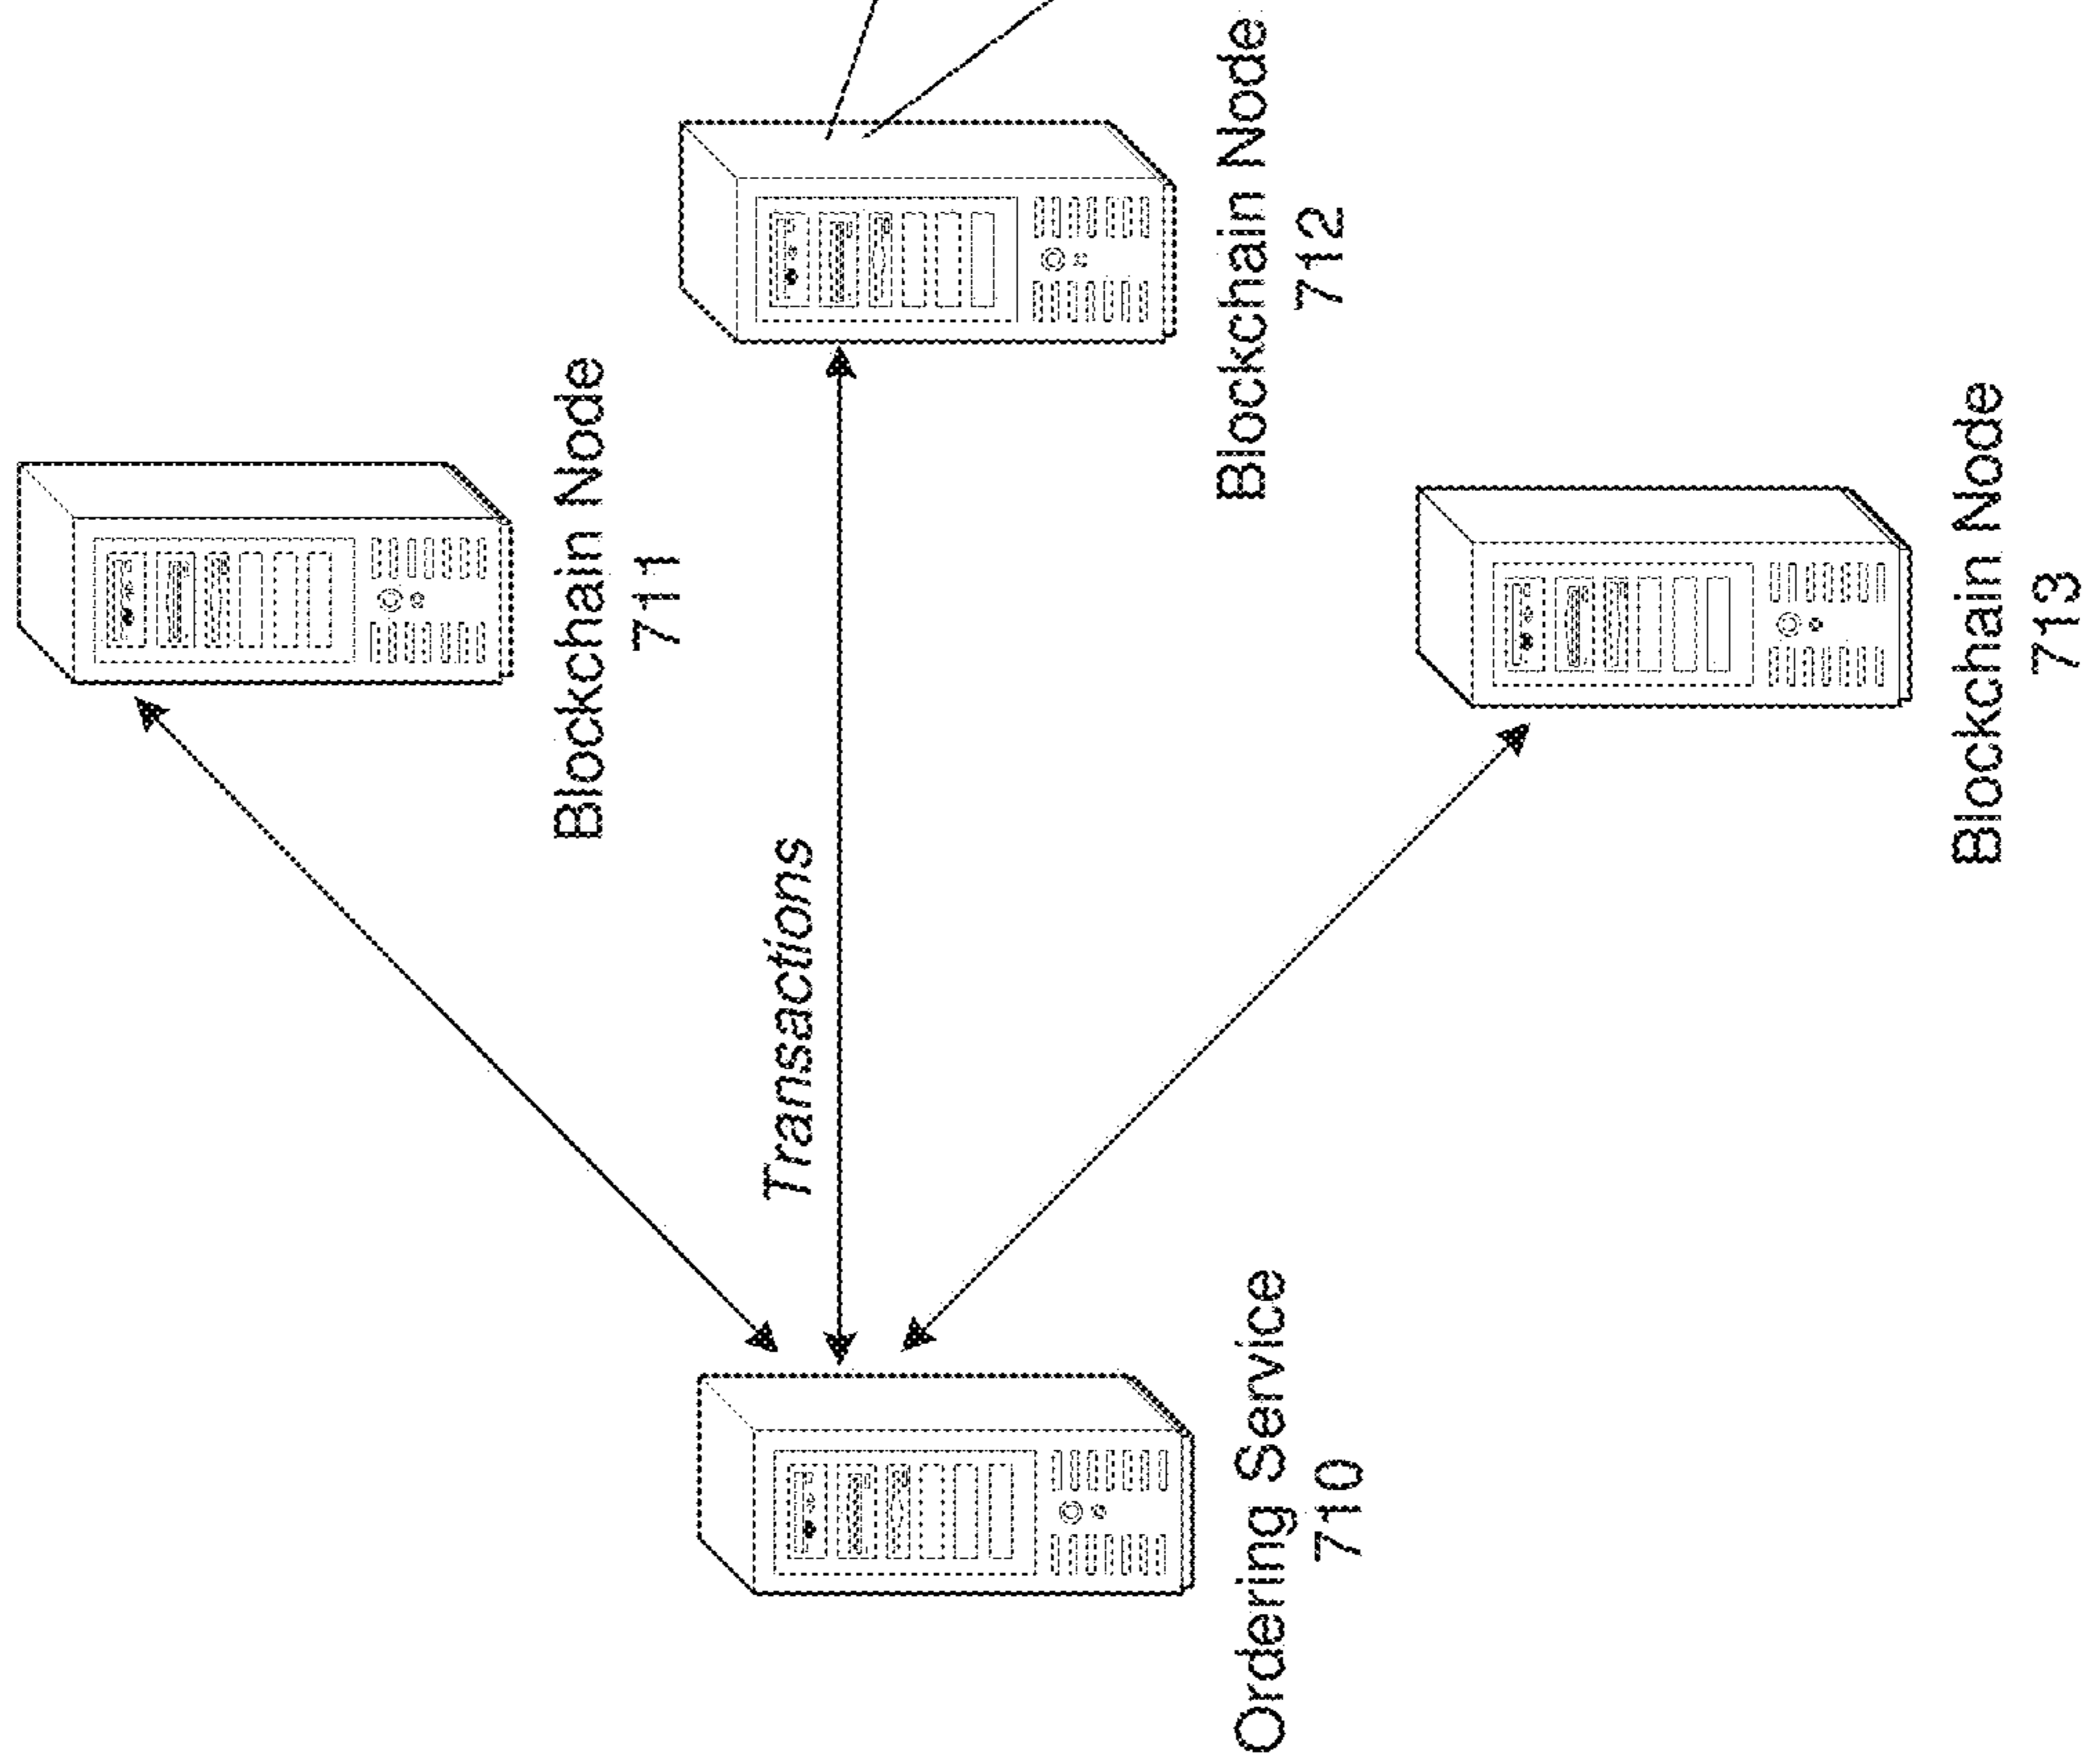 Blockchain Node
711
Transactions
Ordering Service
710
Blockchain Node
712
Blockchain Node
713